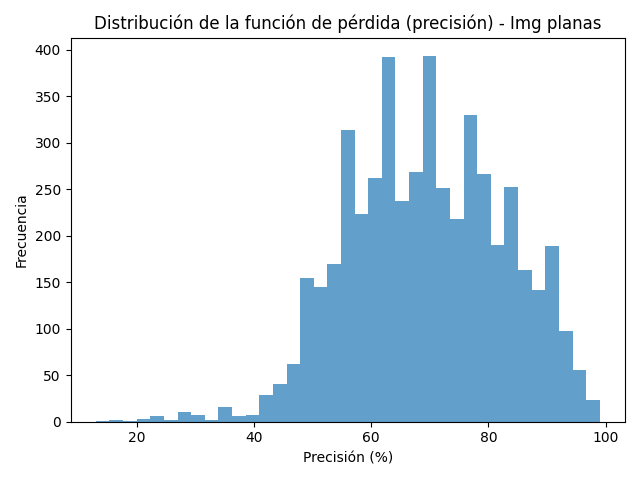 Distribución de la función de pérdida (precisión) - Img planas
400
350
300
250
200
150
100
50
0
Frecuencia
20 40 60 80 100
Precisión (%)